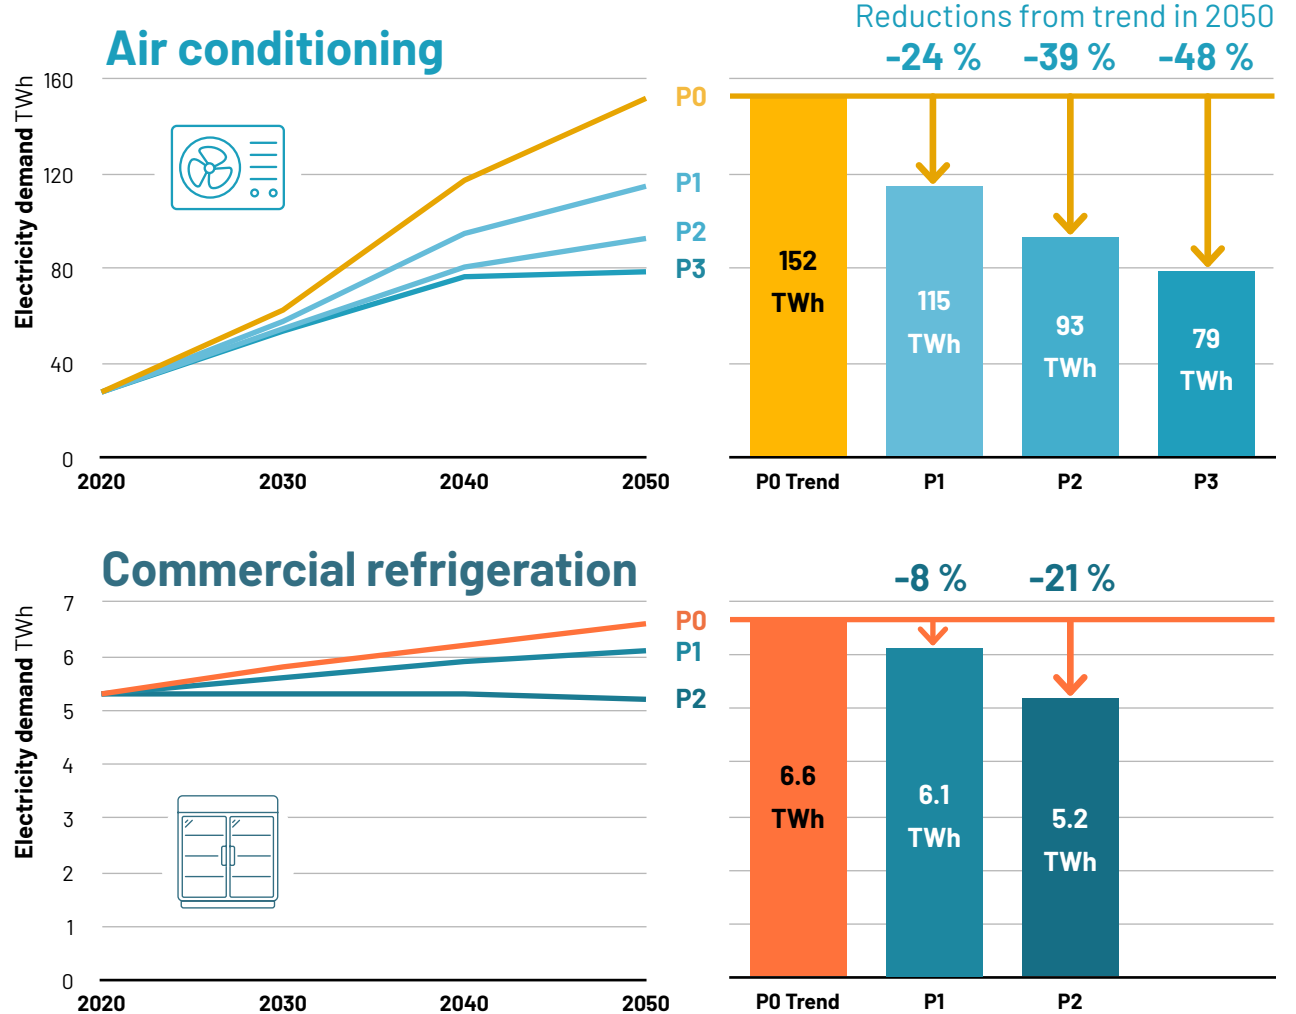 Air conditioning
Reductions from trend in 2050
-24 % -39 % -48 %
Electricity demand TWh
160
120
80
40
0
2020 2030 2040 2050
P0
P1
P2
P3
152
TWh
115
TWh
93
TWh
79
TWh
P0 Trend P1 P2 P3
Commercial refrigeration
-8 % -21 %
Electricity demand TWh
7
6
5
4
3
2
1
0
2020 2030 2040 2050
P0
P1
P2
6.6
TWh
6.1
TWh
5.2
TWh
P0 Trend P1 P2